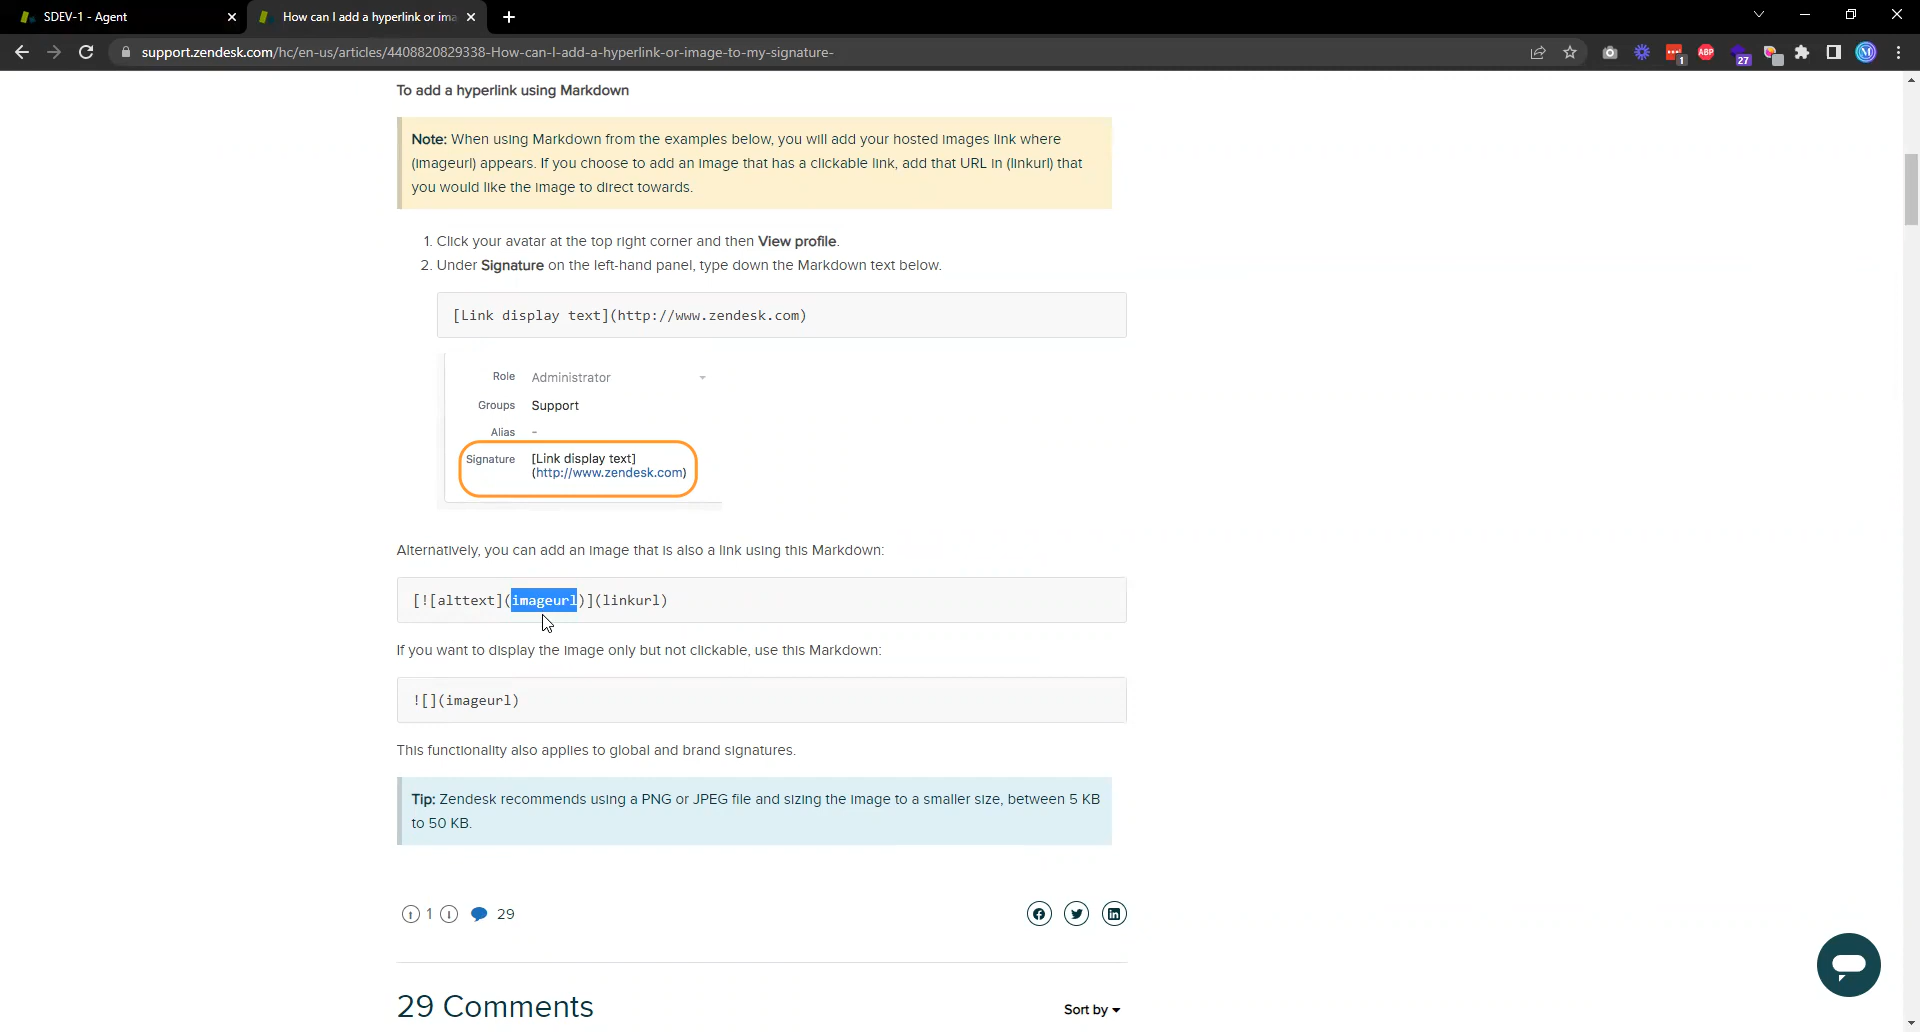 SDEV-1 - Agent
How can I add a hyperlink or ima
support.zendesk.com/hc/en-us/articles/4408820829338-How-can-I-add-a-hyperlink-or-image-to-my-signature-
1
ABP
27
To add a hyperlink using Markdown
Note: When using Markdown from the examples below, you will add your hosted images link where
(imageurl) appears. If you choose to add an image that has a clickable link, add that URL in (linkurl) that
you would like the image to direct towards.
1. Click your avatar at the top right corner and then View profile.
2. Under Signature on the left-hand panel, type down the Markdown text below.
[Link display text](http://www.zendesk.com)
Role Administrator
Groups Support
Alias -
Signature [Link display text]
(http://www.zendesk.com)
Alternatively, you can add an image that is also a link using this Markdown:
[![alttext](imageurl)](linkurl)
If you want to display the image only but not clickable, use this Markdown:
![](imageurl)
This functionality also applies to global and brand signatures.
Tip: Zendesk recommends using a PNG or JPEG file and sizing the image to a smaller size, between 5 KB
to 50 KB.
1 29
29 Comments
Sort by